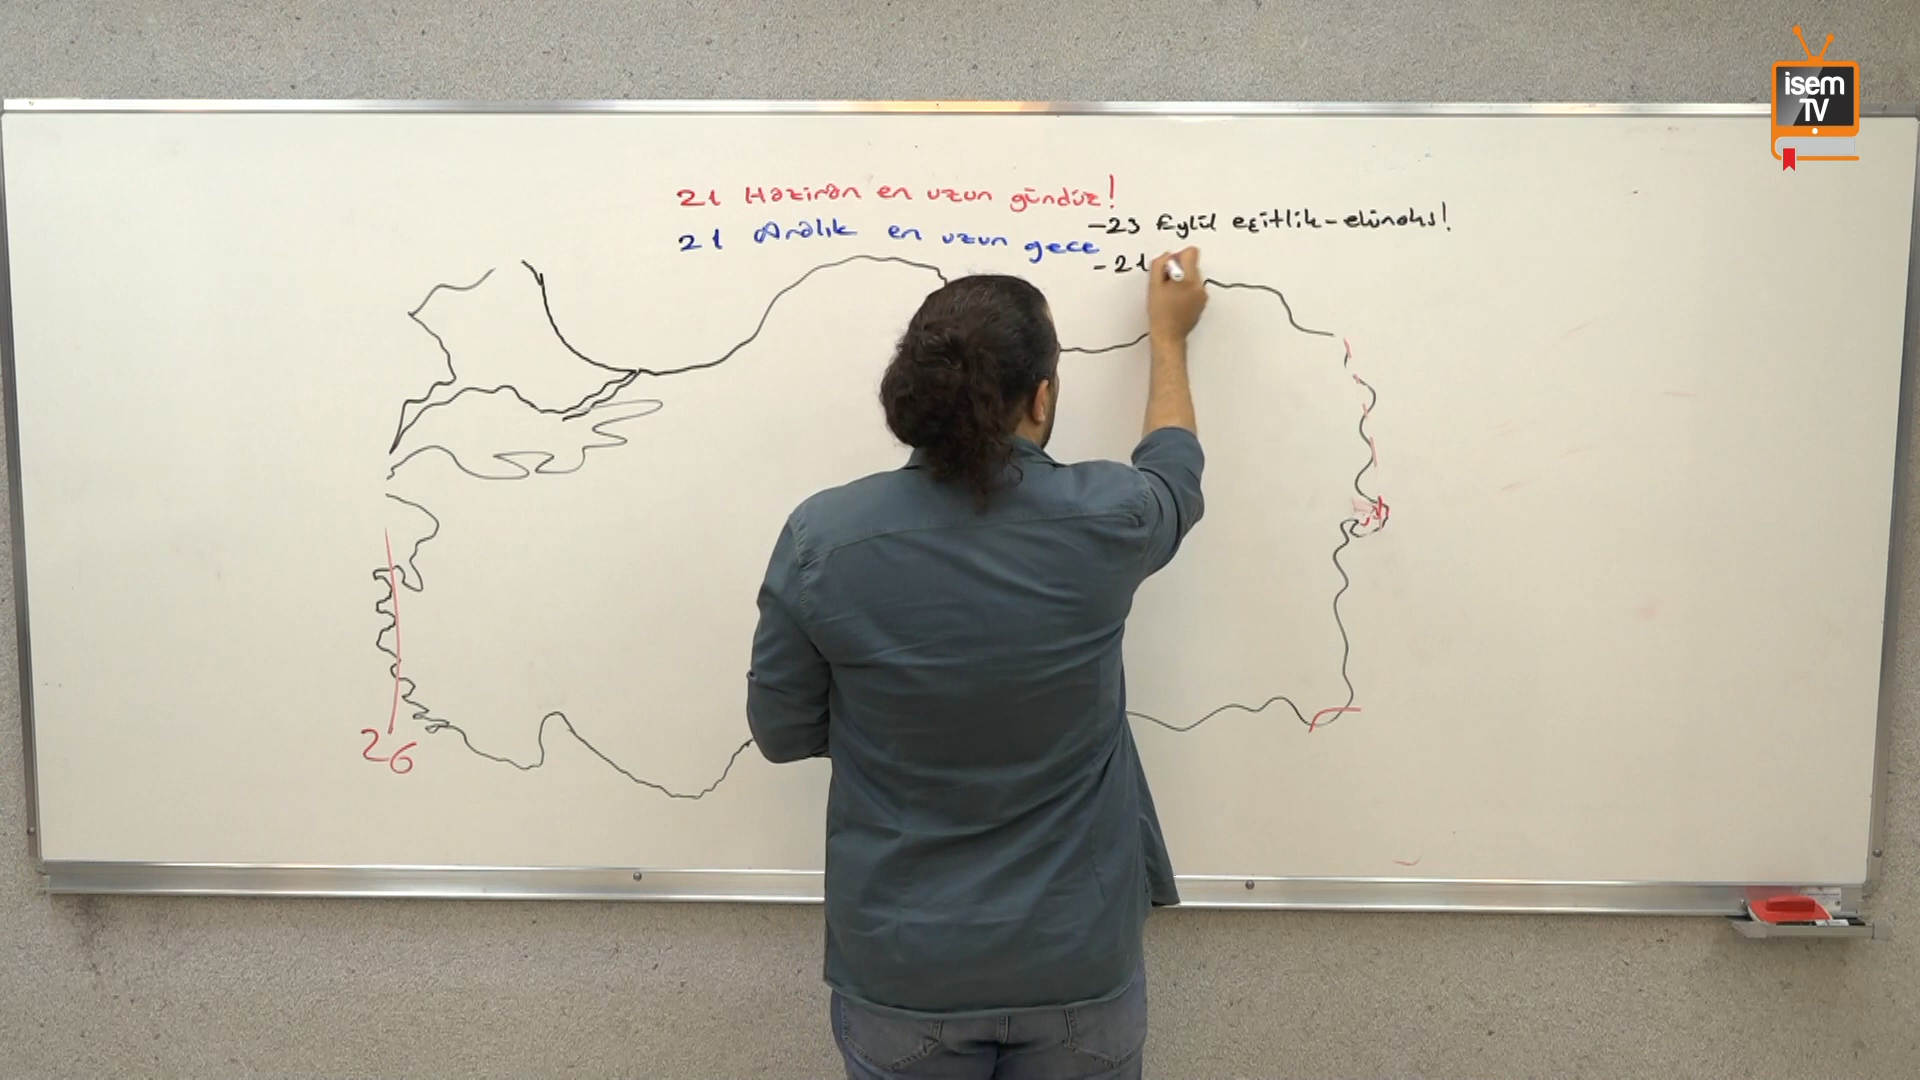 isem
TV
21 Haziran en uzun gündüz!
21 Aralık en uzun gece
-23 Eylül eşitlik-ekinoks!
-21
26